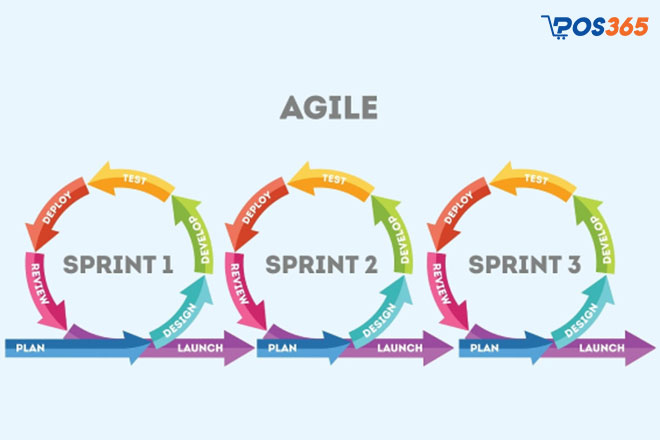 POS365
AGILE
SPRINT 1
PLAN
DESIGN
DEVELOP
TEST
DEPLOY
REVIEW
LAUNCH
SPRINT 2
PLAN
DESIGN
DEVELOP
TEST
DEPLOY
REVIEW
LAUNCH
SPRINT 3
PLAN
DESIGN
DEVELOP
TEST
DEPLOY
REVIEW
LAUNCH